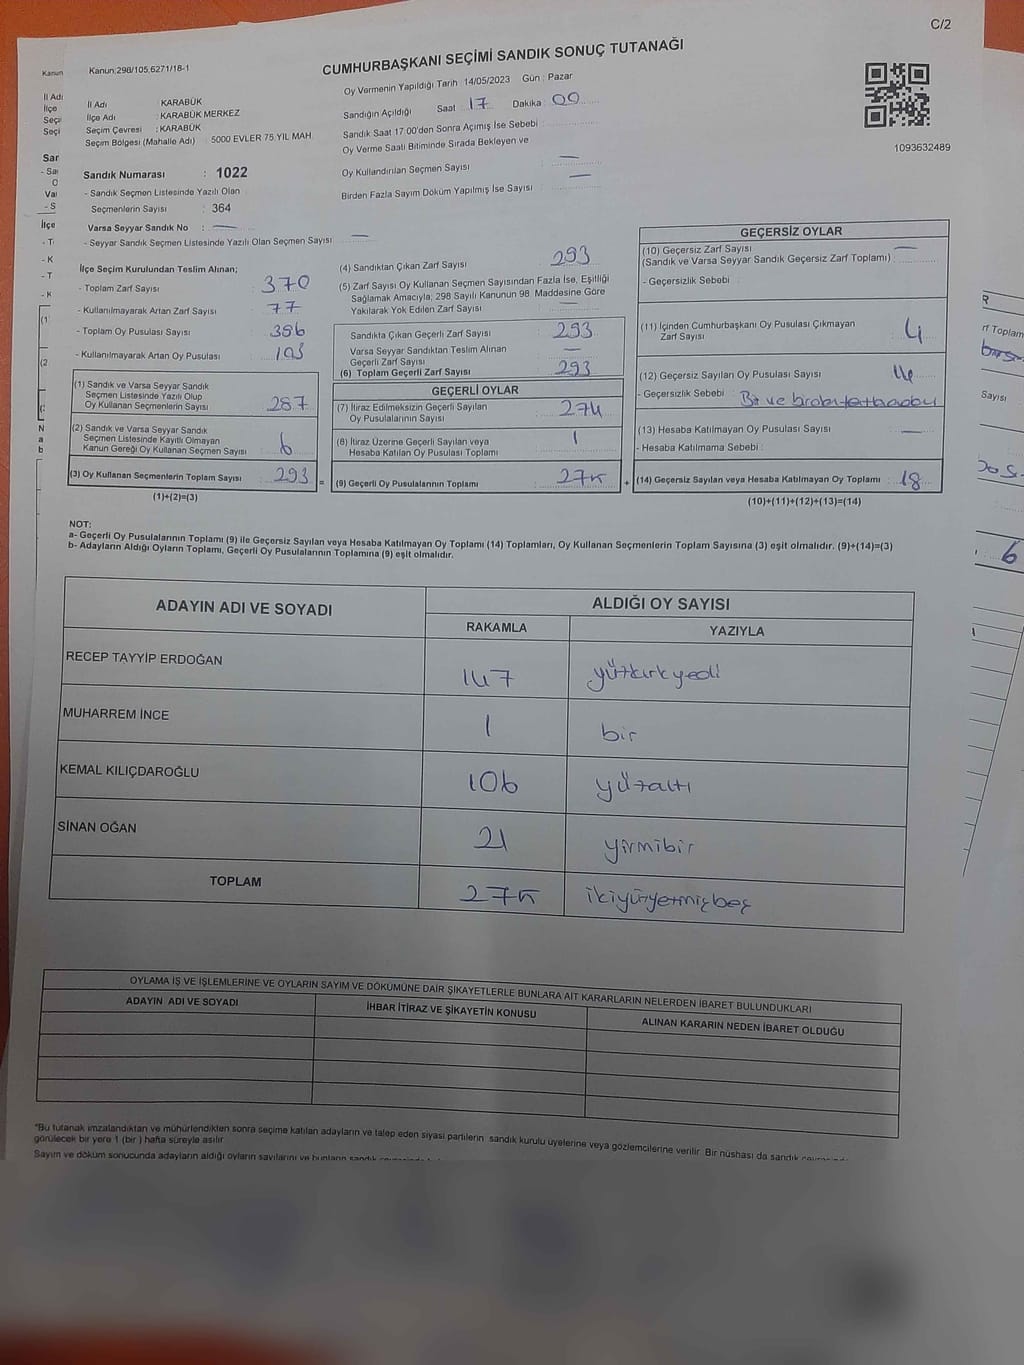 C/2
Kanun:298/105,6271/18-1
CUMHURBAŞKANI SEÇİMİ SANDIK SONUÇ TUTANAĞI
Oy Vermenin Yapıldığı Tarih : 14/05/2023 Gün : Pazar
İl Adı : KARABÜK
İlçe Adı : KARABÜK MERKEZ
Seçim Çevresi : KARABÜK
Seçim Bölgesi (Mahalle Adı) : 5000 EVLER 75.YIL MAH.
Sandığın Açıldığı Saat 17 Dakika 00
Sandık Saat 17.00'den Sonra Açılmış İse Sebebi
Oy Verme Saati Bitiminde Sırada Bekleyen ve
Oy Kullandırılan Seçmen Sayısı —
Birden Fazla Sayım Döküm Yapılmış İse Sayısı —
1093632489
Sandık Numarası : 1022
- Sandık Seçmen Listesinde Yazılı Olan
Seçmenlerin Sayısı : 364
Varsa Seyyar Sandık No : —
- Seyyar Sandık Seçmen Listesinde Yazılı Olan Seçmen Sayısı —
İlçe Seçim Kurulundan Teslim Alınan;
- Toplam Zarf Sayısı : 370
- Kullanılmayarak Artan Zarf Sayısı : 77
- Toplam Oy Pusulası Sayısı : 396
- Kullanılmayarak Artan Oy Pusulası : 103
(1) Sandık ve Varsa Seyyar Sandık
Seçmen Listesinde Yazılı Olup
Oy Kullanan Seçmenlerin Sayısı 287
(2) Sandık ve Varsa Seyyar Sandık
Seçmen Listesinde Kayıtlı Olmayan
Kanun Gereği Oy Kullanan Seçmen Sayısı 6
(3) Oy Kullanan Seçmenlerin Toplam Sayısı 293 =
(1)+(2)=(3)
(4) Sandıktan Çıkan Zarf Sayısı 293
(5) Zarf Sayısı Oy Kullanan Seçmen Sayısından Fazla İse, Eşitliği
Sağlamak Amacıyla; 298 Sayılı Kanunun 98. Maddesine Göre
Yakılarak Yok Edilen Zarf Sayısı —
Sandıkta Çıkan Geçerli Zarf Sayısı 293
Varsa Seyyar Sandıktan Teslim Alınan
Geçerli Zarf Sayısı —
(6) Toplam Geçerli Zarf Sayısı 293
GEÇERLİ OYLAR
(7) İtiraz Edilmeksizin Geçerli Sayılan
Oy Pusulalarının Sayısı 274
(8) İtiraz Üzerine Geçerli Sayılan veya
Hesaba Katılan Oy Pusulası Toplamı 1
(9) Geçerli Oy Pusulalarının Toplamı 275 +
GEÇERSİZ OYLAR
(10) Geçersiz Zarf Sayısı —
(Sandık ve Varsa Seyyar Sandık Geçersiz Zarf Toplamı)
- Geçersizlik Sebebi :
(11) İçinden Cumhurbaşkanı Oy Pusulası Çıkmayan
Zarf Sayısı 4
(12) Geçersiz Sayılan Oy Pusulası Sayısı 14
- Geçersizlik Sebebi :
(13) Hesaba Katılmayan Oy Pusulası Sayısı —
- Hesaba Katılmama Sebebi :
(14) Geçersiz Sayılan veya Hesaba Katılmayan Oy Toplamı 18
(10)+(11)+(12)+(13)=(14)
NOT:
a- Geçerli Oy Pusulalarının Toplamı (9) ile Geçersiz Sayılan veya Hesaba Katılmayan Oy Toplamı (14) Toplamları, Oy Kullanan Seçmenlerin Toplam Sayısına (3) eşit olmalıdır. (9)+(14)=(3)
b- Adayların Aldığı Oyların Toplamı, Geçerli Oy Pusulalarının Toplamına (9) eşit olmalıdır.
ADAYIN ADI VE SOYADI
ALDIĞI OY SAYISI
RAKAMLA YAZIYLA
RECEP TAYYİP ERDOĞAN 147 yüzkırkyedi
MUHARREM İNCE 1 bir
KEMAL KILIÇDAROĞLU 106 yüzaltı
SİNAN OĞAN 21 yirmibir
TOPLAM 275 ikiyüzyetmişbeş
OYLAMA İŞ VE İŞLEMLERİNE VE OYLARIN SAYIM VE DÖKÜMÜNE DAİR ŞİKAYETLERLE BUNLARA AİT KARARLARIN NELERDEN İBARET BULUNDUKLARI
ADAYIN ADI VE SOYADI İHBAR İTİRAZ VE ŞİKAYETİN KONUSU ALINAN KARARIN NEDEN İBARET OLDUĞU
*Bu tutanak imzalandıktan ve mühürlendikten sonra seçime katılan adayların ve talep eden siyasi partilerin sandık kurulu üyelerine veya gözlemcilerine verilir. Bir nüshası da sandık
görülecek bir yere 1 (bir ) hafta süreyle asılır.
Sayım ve döküm sonucunda adayların aldığı oyların sayılarını ve bunların sandık